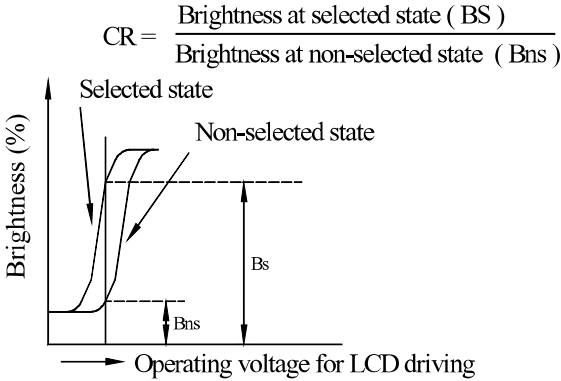 CR = Brightness at selected state ( BS )
Brightness at non-selected state ( Bns )
Selected state
Non-selected state
Brightness (%)
Bs
Bns
Operating voltage for LCD driving